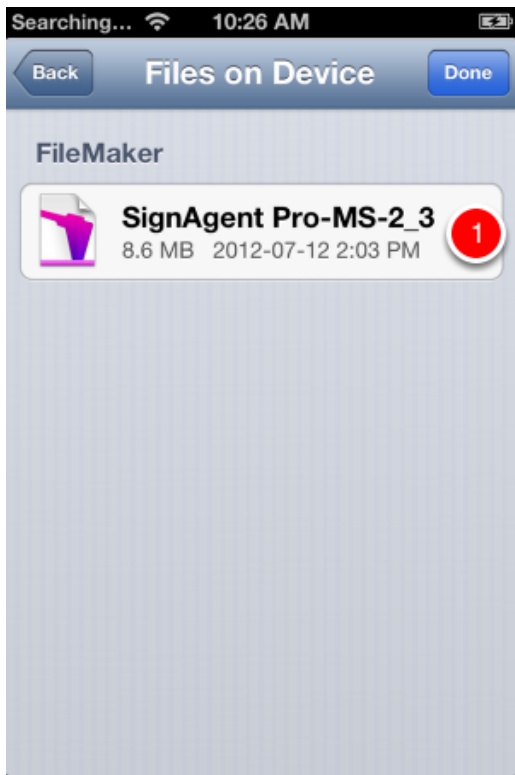 Searching... 10:26 AM
Back Files on Device Done
FileMaker
SignAgent Pro-MS-2_3
8.6 MB 2012-07-12 2:03 PM
1